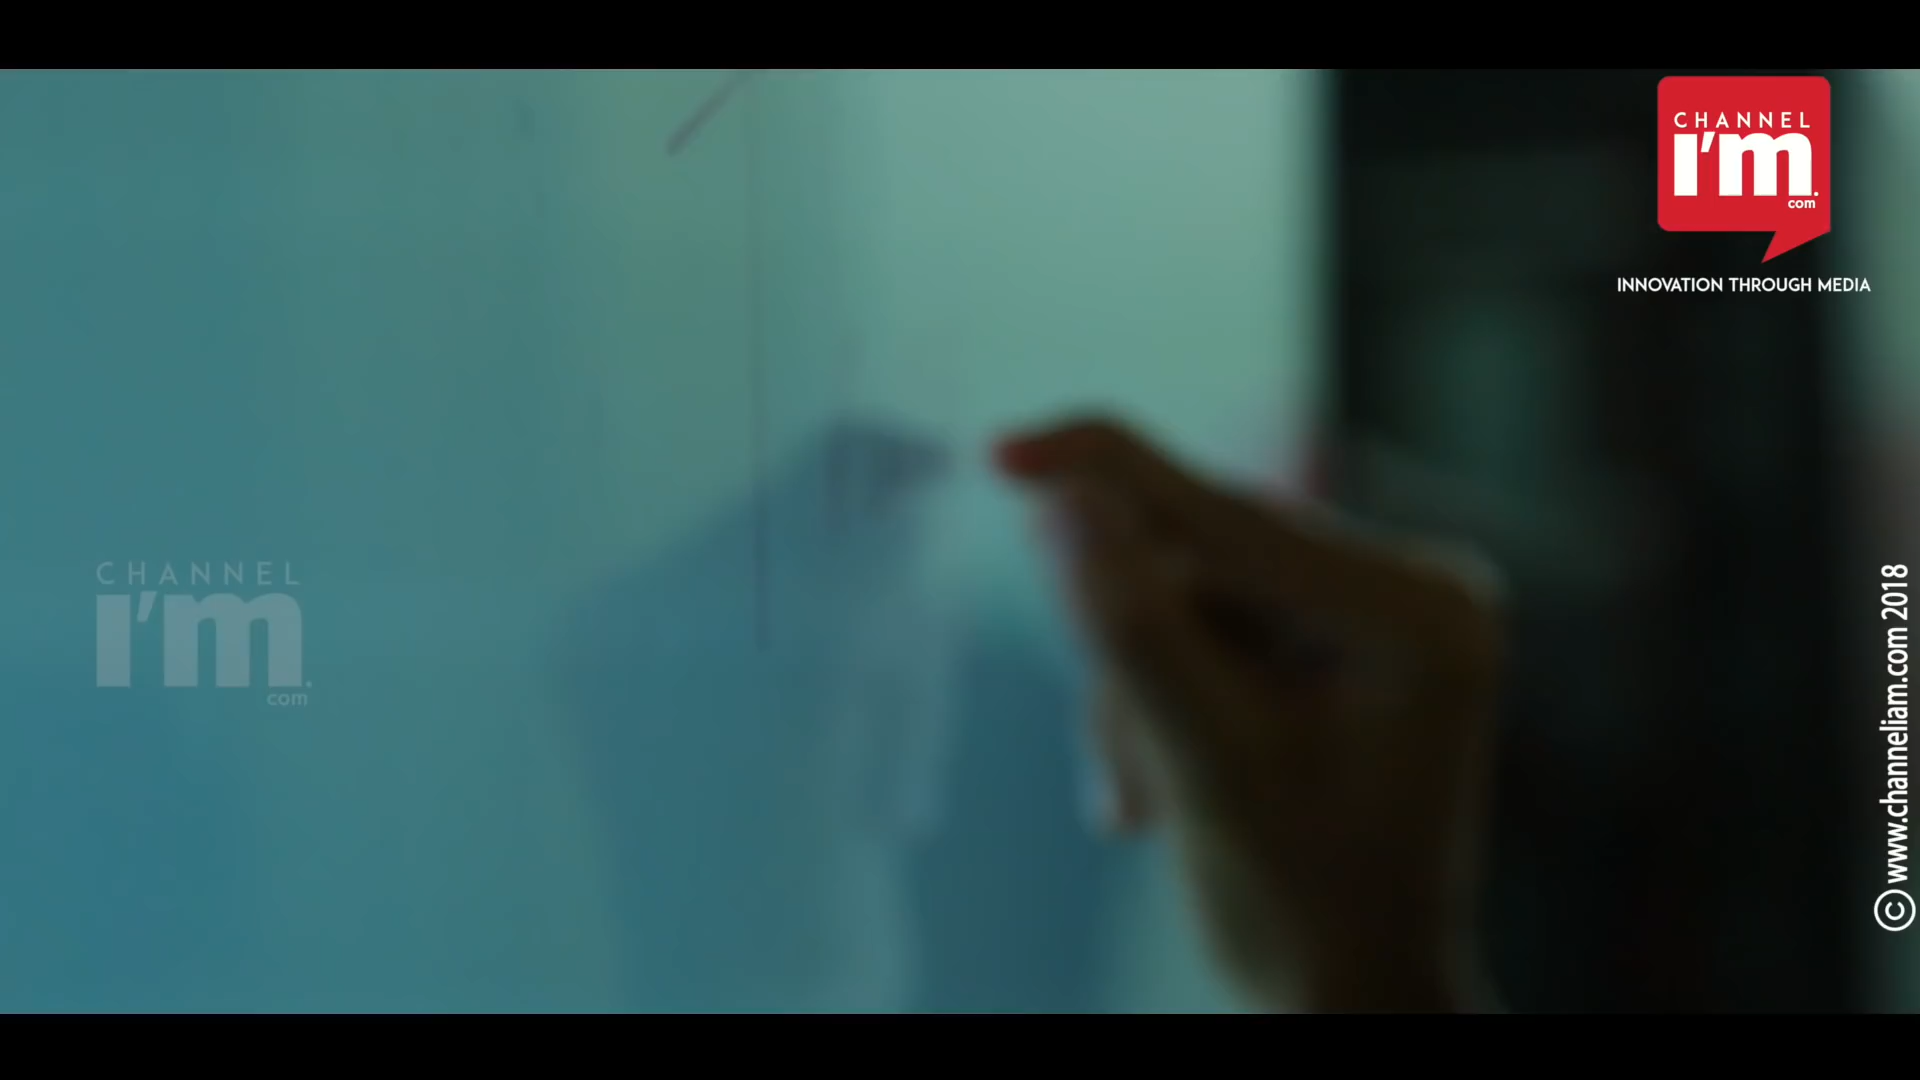 CHANNEL
i'm.
com
INNOVATION THROUGH MEDIA
CHANNEL
i'm.
com
© www.channeliam.com 2018